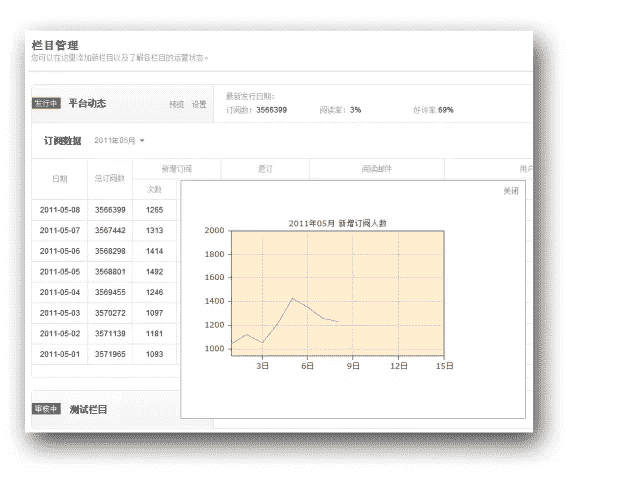 栏目管理
您可以在这里添加新栏目以及了解各栏目的运营状态。
发行中 平台动态 预览 设置
最新发行日期：
订阅数：3566399 阅读率：3% 好评率 69%
订阅数据 2011年05月
日期 总订阅数 新增订阅 退订 阅读邮件 用户
次数
2011-05-08 3566399 1265
2011-05-07 3567442 1313
2011-05-06 3568298 1414
2011-05-05 3568801 1492
2011-05-04 3569455 1246
2011-05-03 3570272 1097
2011-05-02 3571139 1181
2011-05-01 3571965 1093
关闭
2011年05月 新增订阅人数
2000
1800
1600
1400
1200
1000
3日 6日 9日 12日 15日
审核中 测试栏目